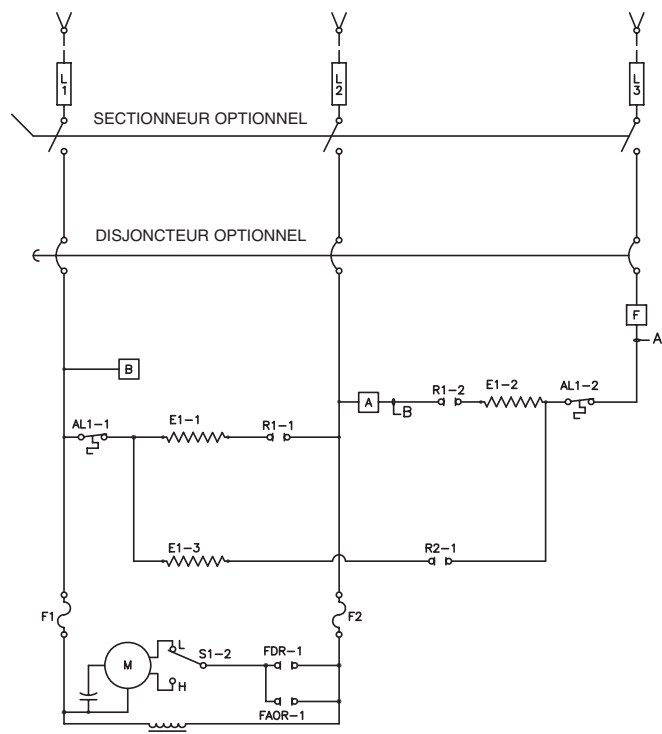 L1 L2 L3
SECTIONNEUR OPTIONNEL
DISJONCTEUR OPTIONNEL
F
A
B
R1-2 E1-2 AL1-2
A
B
AL1-1 E1-1 R1-1
E1-3 R2-1
F1 F2
L
M S1-2 FDR-1
H
FAOR-1